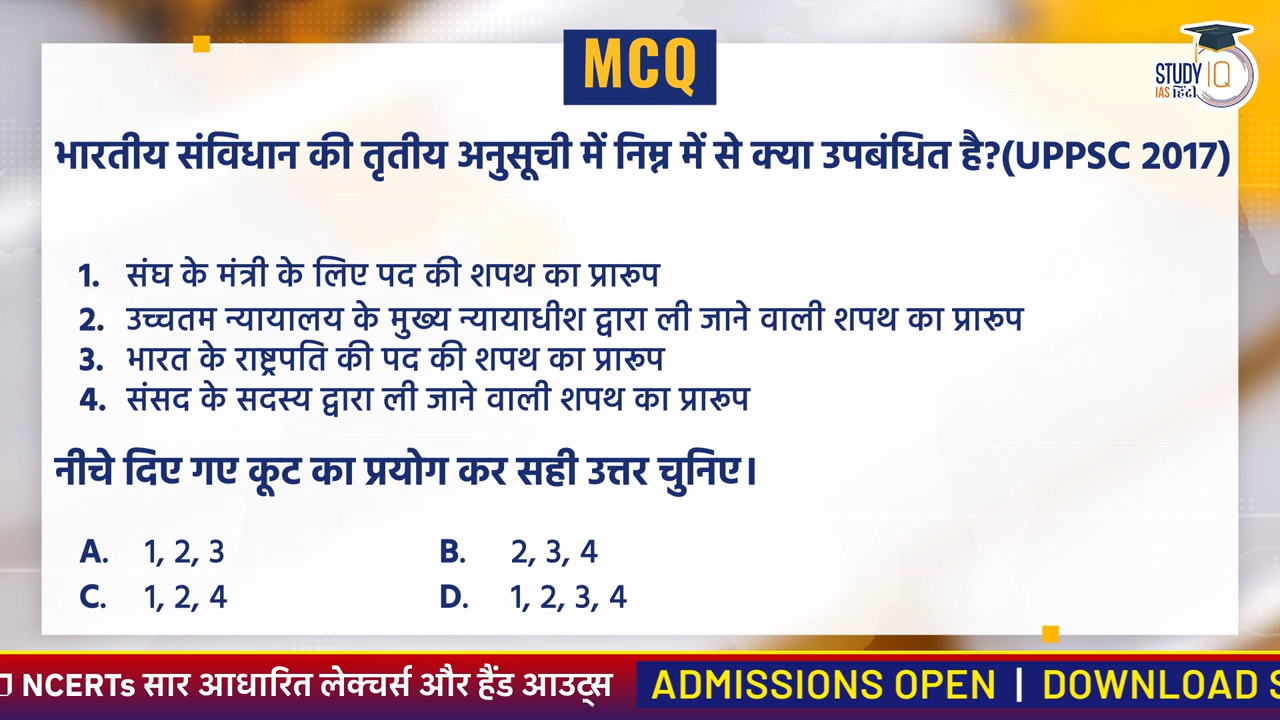 MCQ
STUDY IQ
IAS हिंदी
भारतीय संविधान की तृतीय अनुसूची में निम्न में से क्या उपबंधित है?(UPPSC 2017)
1. संघ के मंत्री के लिए पद की शपथ का प्रारूप
2. उच्चतम न्यायालय के मुख्य न्यायाधीश द्वारा ली जाने वाली शपथ का प्रारूप
3. भारत के राष्ट्रपति की पद की शपथ का प्रारूप
4. संसद के सदस्य द्वारा ली जाने वाली शपथ का प्रारूप
नीचे दिए गए कूट का प्रयोग कर सही उत्तर चुनिए।
A. 1, 2, 3 B. 2, 3, 4
C. 1, 2, 4 D. 1, 2, 3, 4
NCERTs सार आधारित लेक्चर्स और हैंड आउट्स ADMISSIONS OPEN | DOWNLOAD